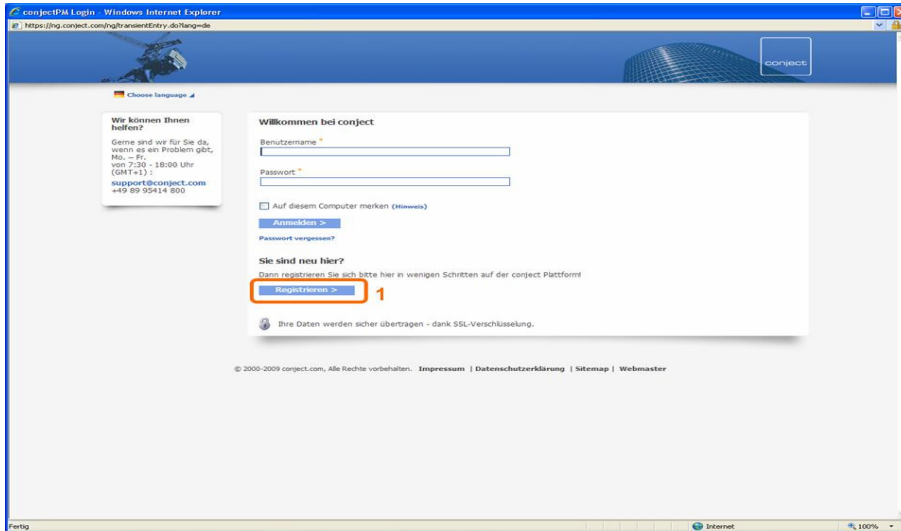 conjectPM Login - Windows Internet Explorer
https://ng.conject.com/ng/transientEntry.do?lang=de
conject
Choose language
Wir können Ihnen
helfen?
Gerne sind wir für Sie da,
wenn es ein Problem gibt,
Mo. – Fr.
von 7:30 - 18:00 Uhr
(GMT+1) :
support@conject.com
+49 89 95414 800
Willkommen bei conject
Benutzername *
Passwort *
Auf diesem Computer merken (Hinweis)
Anmelden >
Passwort vergessen?
Sie sind neu hier?
Dann registrieren Sie sich bitte hier in wenigen Schritten auf der conject Plattform!
Registrieren > 1
Ihre Daten werden sicher übertragen - dank SSL-Verschlüsselung.
© 2000-2009 conject.com, Alle Rechte vorbehalten. Impressum | Datenschutzerklärung | Sitemap | Webmaster
Fertig Internet 100%